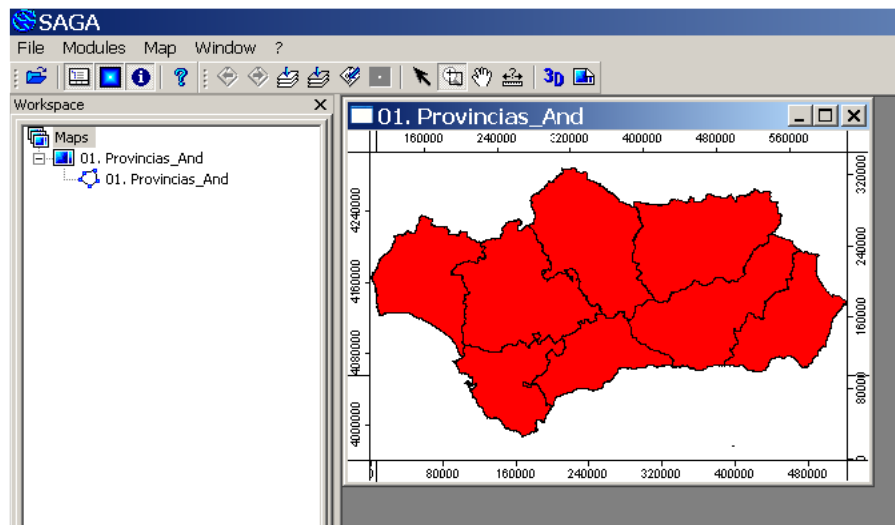 SAGA
File Modules Map Window ?
3D
Workspace X
Maps
01. Provincias_And
01. Provincias_And
01. Provincias_And
160000 240000 320000 400000 480000 560000
320000
4240000
240000
4160000
160000
4080000
80000
4000000
0
0 80000 160000 240000 320000 400000 480000